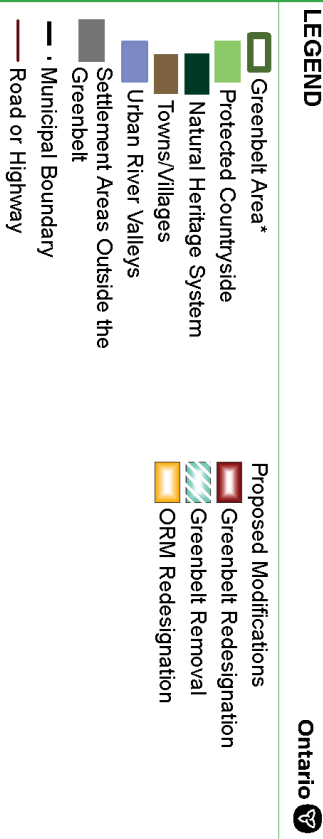 LEGEND
Ontario
Greenbelt Area*
Protected Countryside
Natural Heritage System
Towns/Villages
Urban River Valleys
Settlement Areas Outside the
Greenbelt
Municipal Boundary
Road or Highway
Proposed Modifications
Greenbelt Redesignation
Greenbelt Removal
ORM Redesignation